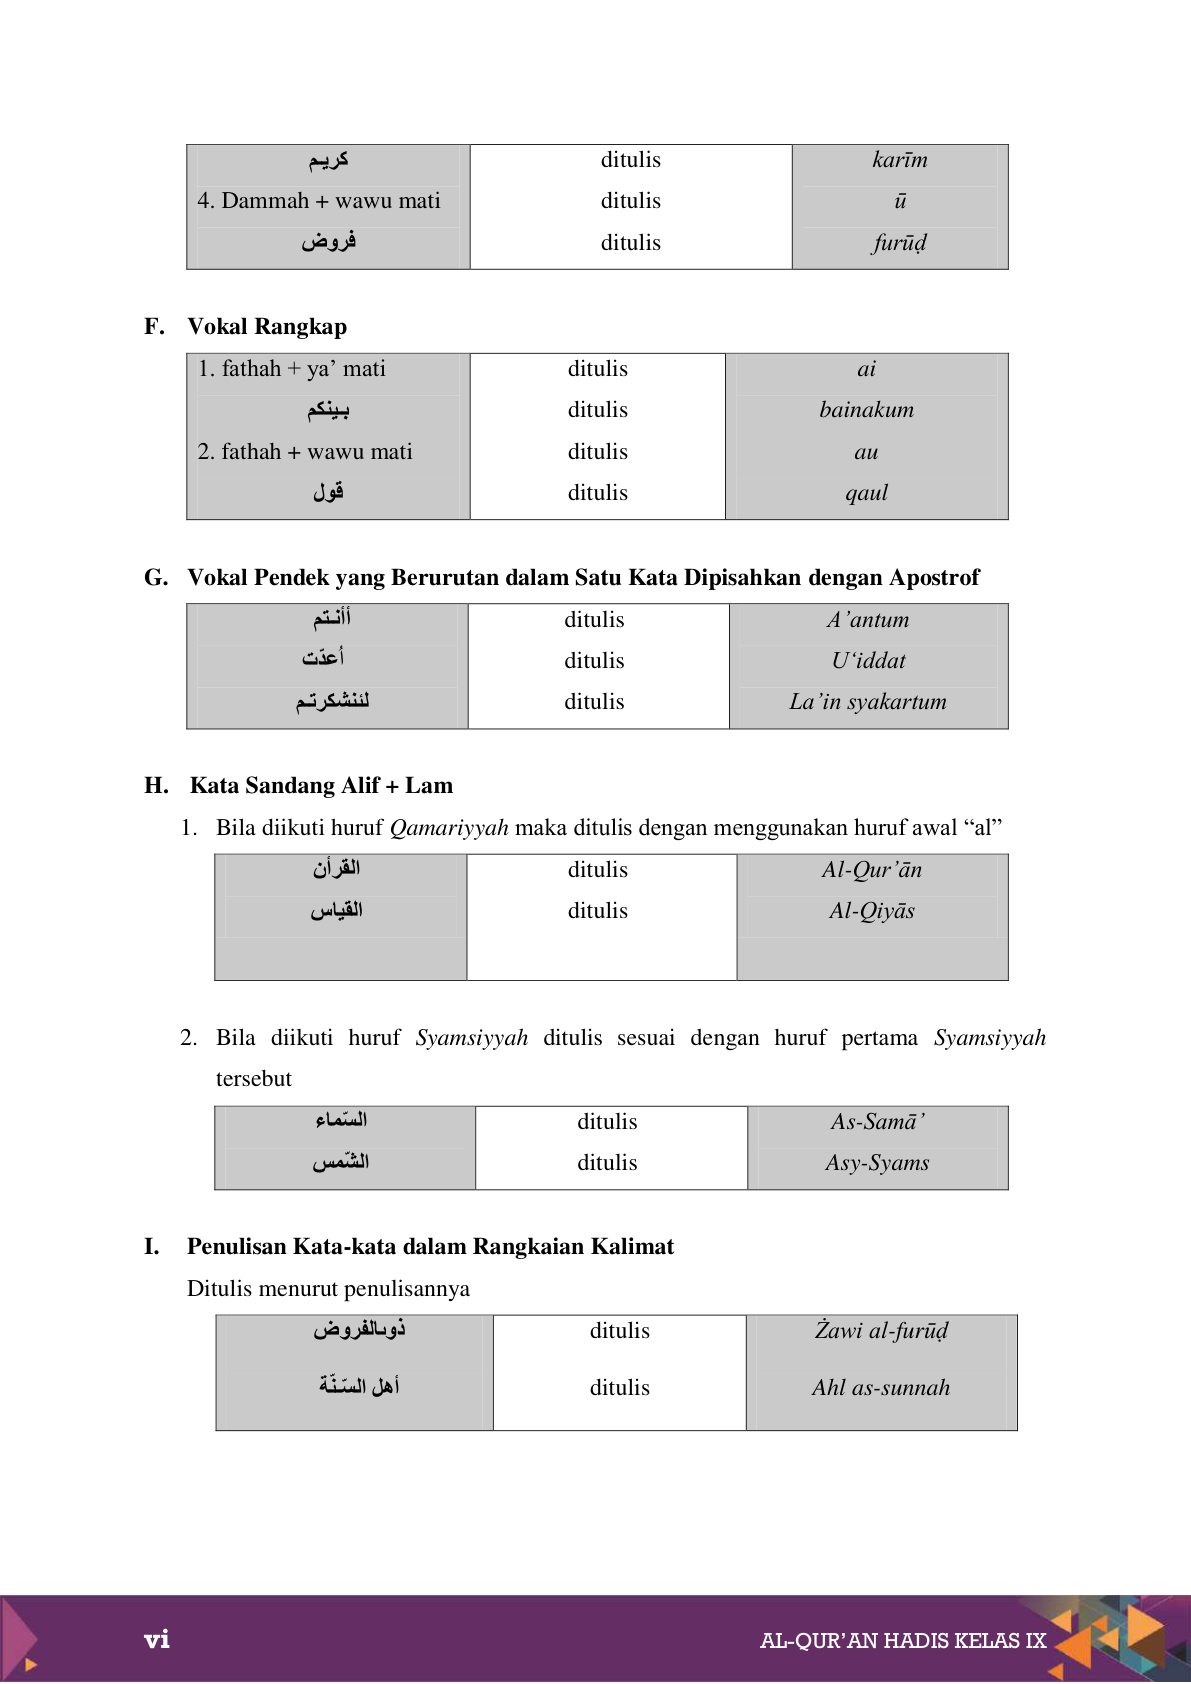 كريـم ditulis karīm
4. Dammah + wawu mati ditulis ū
فروض ditulis furūḍ
F. Vokal Rangkap
1. fathah + ya’ mati ditulis ai
بـينكم ditulis bainakum
2. fathah + wawu mati ditulis au
قول ditulis qaul
G. Vokal Pendek yang Berurutan dalam Satu Kata Dipisahkan dengan Apostrof
أأنـتم ditulis A’antum
أعدّت ditulis U‘iddat
لئنشكرتـم ditulis La’in syakartum
H. Kata Sandang Alif + Lam
1. Bila diikuti huruf Qamariyyah maka ditulis dengan menggunakan huruf awal “al”
القرأن ditulis Al-Qur’ān
القياس ditulis Al-Qiyās
2. Bila diikuti huruf Syamsiyyah ditulis sesuai dengan huruf pertama Syamsiyyah
tersebut
السّماء ditulis As-Samā’
الشّمس ditulis Asy-Syams
I. Penulisan Kata-kata dalam Rangkaian Kalimat
Ditulis menurut penulisannya
ذوىالفروض ditulis Żawi al-furūḍ
أهل السّـنّة ditulis Ahl as-sunnah
vi AL-QUR’AN HADIS KELAS IX